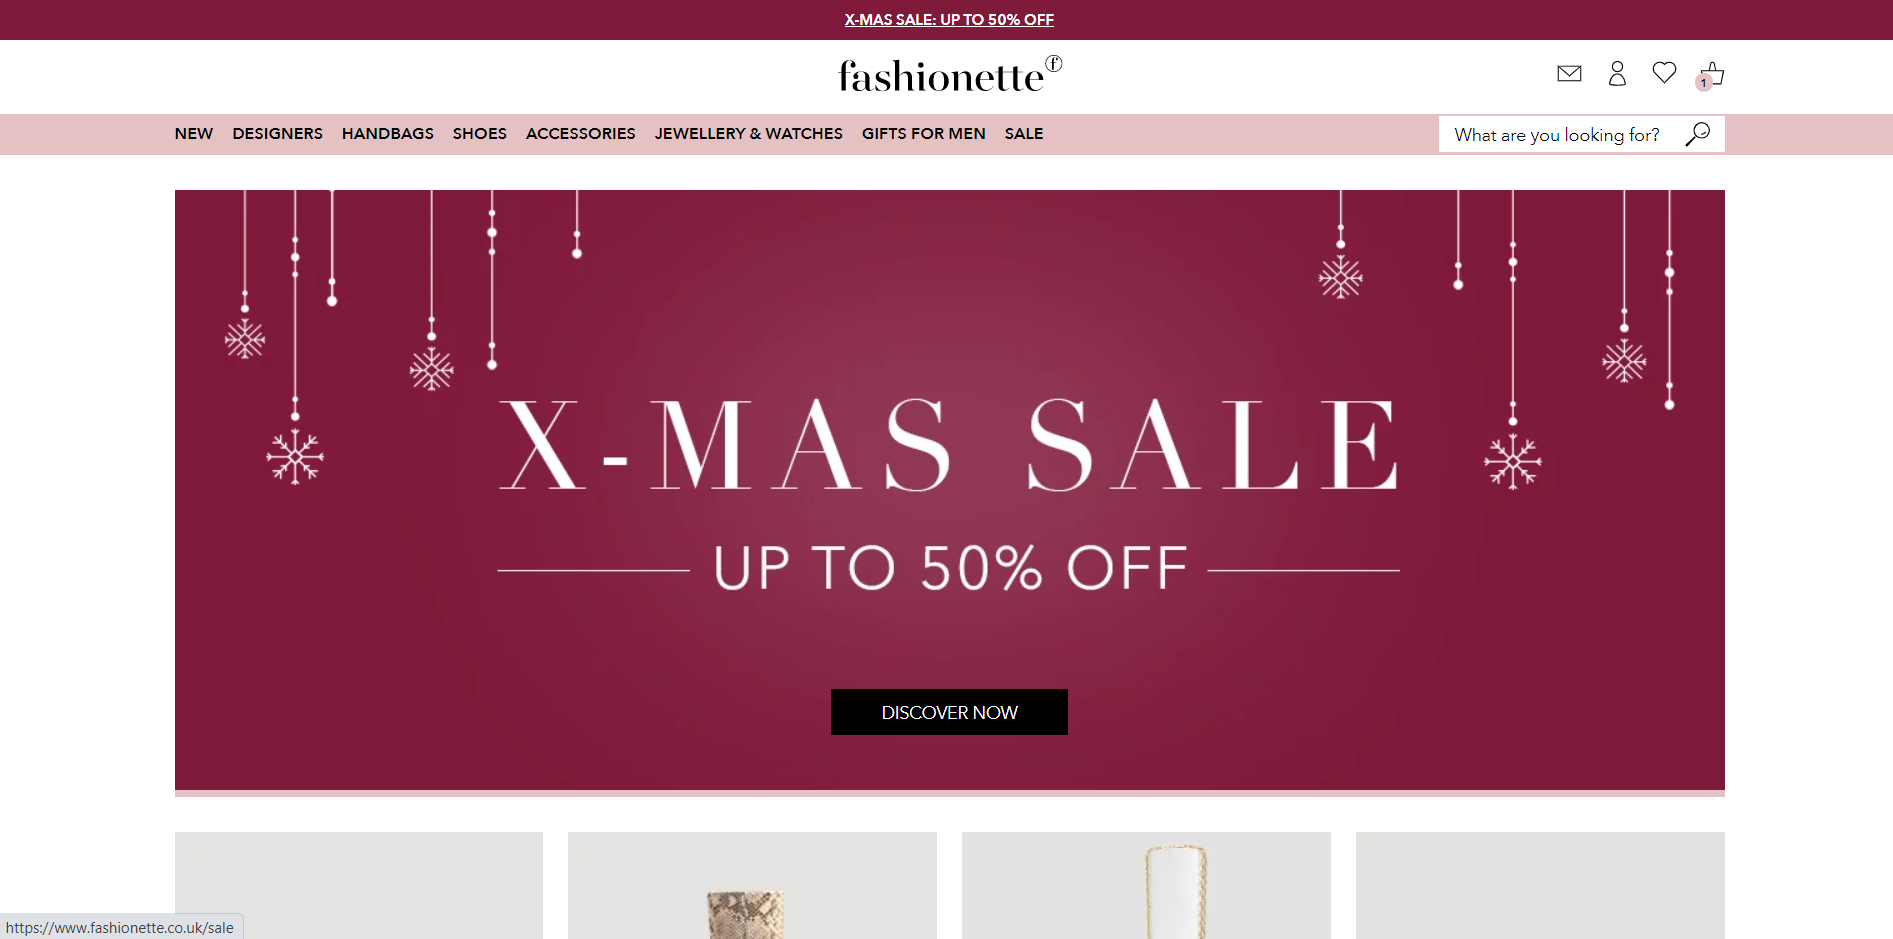 X-MAS SALE: UP TO 50% OFF
fashionette f
1
NEW DESIGNERS HANDBAGS SHOES ACCESSORIES JEWELLERY & WATCHES GIFTS FOR MEN SALE
What are you looking for?
X-MAS SALE
UP TO 50% OFF
DISCOVER NOW
https://www.fashionette.co.uk/sale